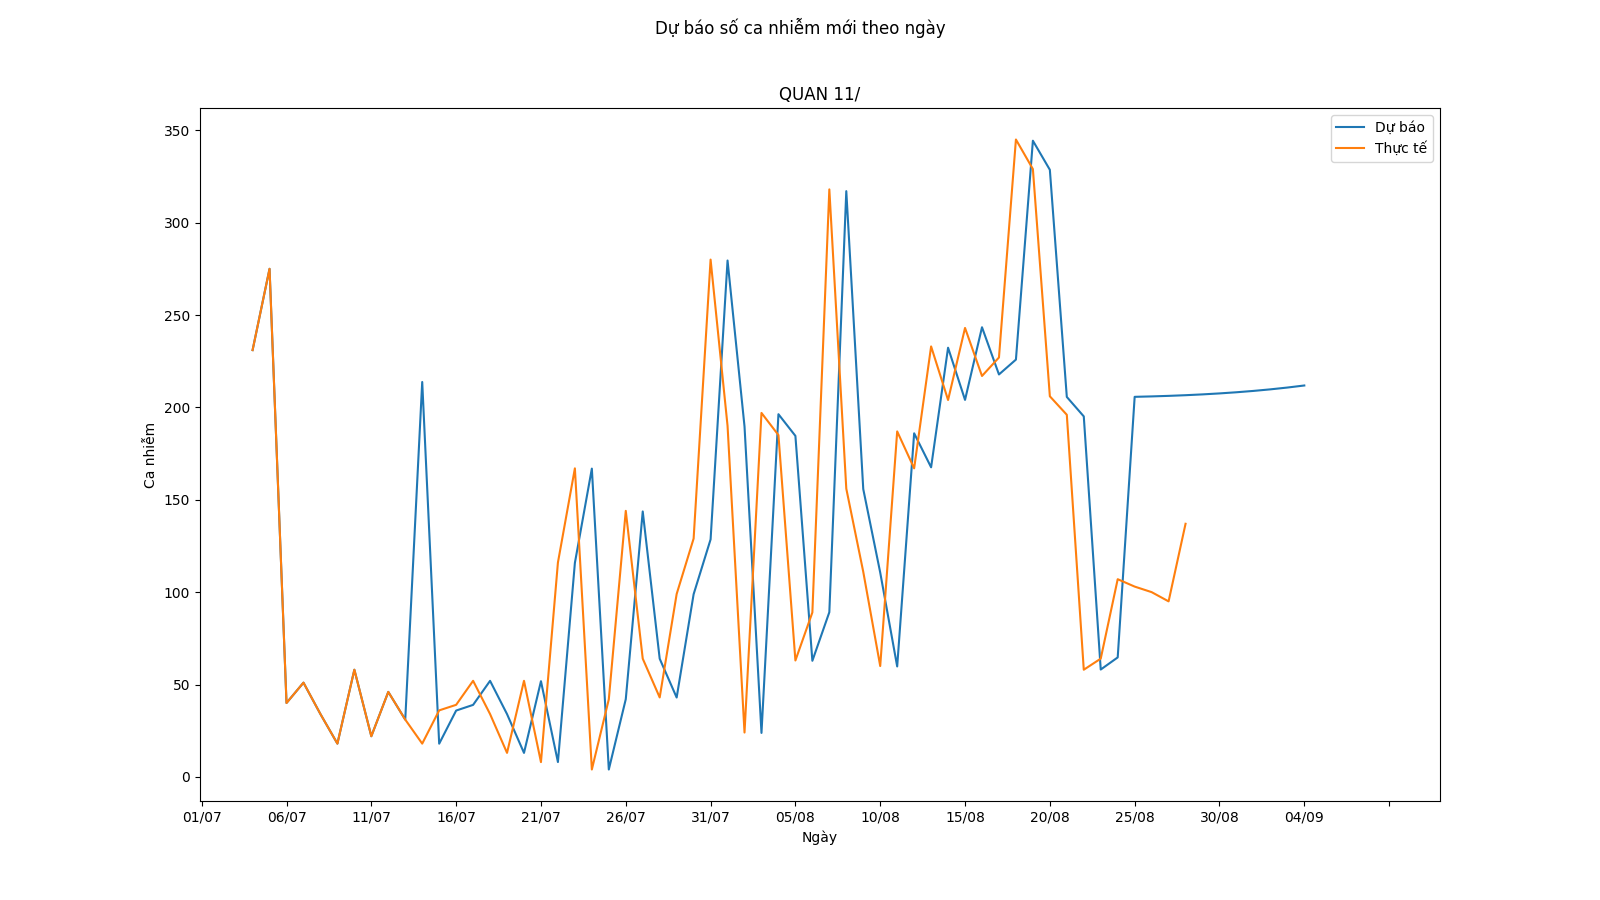 Dự báo số ca nhiễm mới theo ngày
QUAN 11/
Dự báo
Thực tế
350
300
250
200
150
100
50
0
Ca nhiễm
01/07 06/07 11/07 16/07 21/07 26/07 31/07 05/08 10/08 15/08 20/08 25/08 30/08 04/09
Ngày